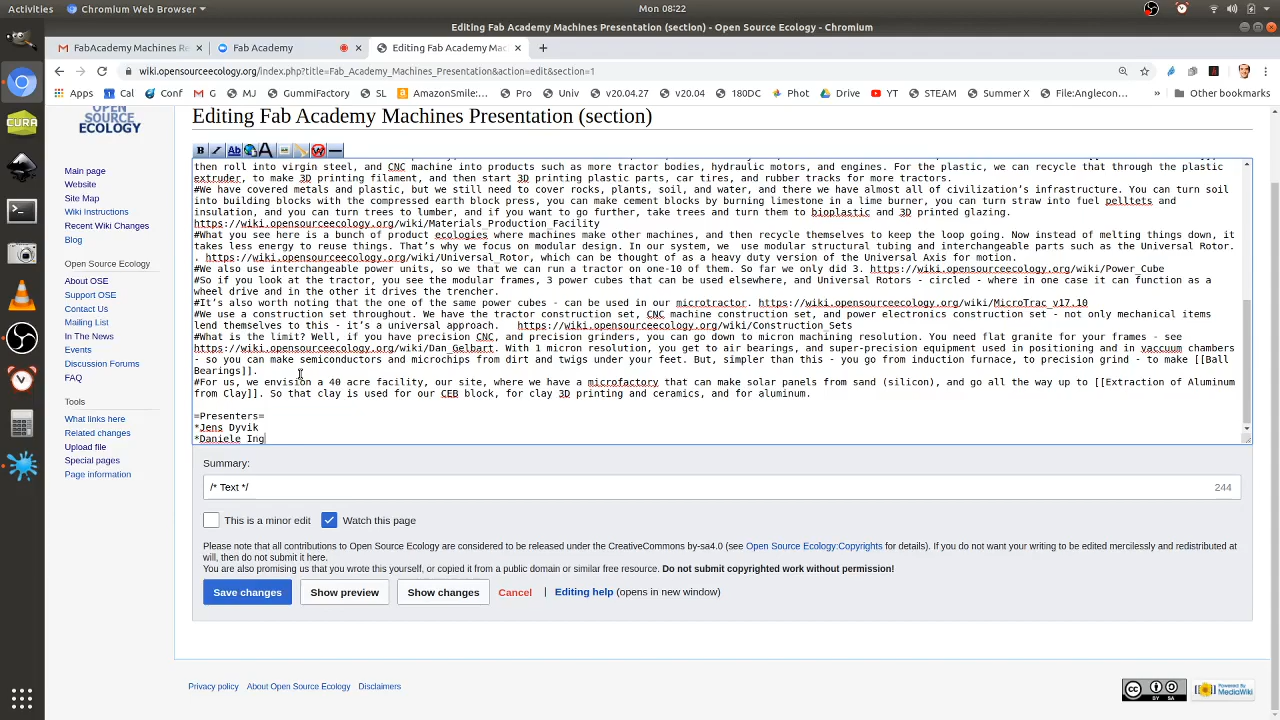 Activities
Chromium Web Browser
Mon 08:22
Editing Fab Academy Machines Presentation (section) - Open Source Ecology - Chromium
FabAcademy Machines Re
Fab Academy
Editing Fab Academy Mac
wiki.opensourceecology.org/index.php?title=Fab_Academy_Machines_Presentation&action=edit&section=1
Apps
Cal
Conf
G
MJ
GummiFactory
SL
AmazonSmile:...
Pro
Univ
v20.04.27
v20.04
180DC
Phot
Drive
YT
STEAM
Summer X
File:Anglecon...
Other bookmarks
OPEN SOURCE
ECOLOGY
Main page
Website
Site Map
Wiki Instructions
Recent Wiki Changes
Blog
Open Source Ecology
About OSE
Support OSE
Contact Us
Mailing List
In The News
Events
Discussion Forums
FAQ
Tools
What links here
Related changes
Upload file
Special pages
Page information
Editing Fab Academy Machines Presentation (section)
then roll into virgin steel, and CNC machine into products such as more tractor bodies, hydraulic motors, and engines. For the plastic, we can recycle that through the plastic
extruder, to make 3D printing filament, and then start 3D printing plastic parts, car tires, and rubber tracks for more tractors.
#We have covered metals and plastic, but we still need to cover rocks, plants, soil, and water, and there we have almost all of civilization's infrastructure. You can turn soil
into building blocks with the compressed earth block press, you can make cement blocks by burning limestone in a lime burner, you can turn straw into fuel pelltets and
insulation, and you can turn trees to lumber, and if you want to go further, take trees and turn them to bioplastic and 3D printed glazing.
https://wiki.opensourceecology.org/wiki/Materials_Production_Facility
#What you see here is a bunch of product ecologies where machines make other machines, and then recycle themselves to keep the loop going. Now instead of melting things down, it
takes less energy to reuse things. That's why we focus on modular design. In our system, we  use modular structural tubing and interchangeable parts such as the Universal Rotor.
. https://wiki.opensourceecology.org/wiki/Universal_Rotor, which can be thought of as a heavy duty version of the Universal Axis for motion.
#We also use interchangeable power units, so we that we can run a tractor on one-10 of them. So far we only did 3. https://wiki.opensourceecology.org/wiki/Power_Cube
#So if you look at the tractor, you see the modular frames, 3 power cubes that can be used elsewhere, and Universal Rotors - circled - where in one case it can function as a
wheel drive and in the other it drives the trencher.
#It's also worth noting that the one of the same power cubes - can be used in our microtractor. https://wiki.opensourceecology.org/wiki/MicroTrac_v17.10
#We use a construction set throughout. We have the tractor construction set, CNC machine construction set, and power electronics construction set - not only mechanical items
lend themselves to this - it's a universal approach.   https://wiki.opensourceecology.org/wiki/Construction_Sets
#What is the limit? Well, if you have precision CNC, and precision grinders, you can go down to micron machining resolution. You need flat granite for your frames - see
https://wiki.opensourceecology.org/wiki/Dan_Gelbart. With 1 micron resolution, you get to air bearings, and super-precision equipment used in positioning and in vaccuum chambers
- so you can make semiconductors and microchips from dirt and twigs under your feet. But, simpler than this - you go from induction furnace, to precision grind - to make [[Ball
Bearings]].
#For us, we envision a 40 acre facility, our site, where we have a microfactory that can make solar panels from sand (silicon), and go all the way up to [[Extraction of Aluminum
from Clay]]. So that clay is used for our CEB block, for clay 3D printing and ceramics, and for aluminum.
=Presenters=
*Jens Dyvik
*Daniele Ing
Summary:
/* Text */
244
This is a minor edit
Watch this page
Please note that all contributions to Open Source Ecology are considered to be released under the CreativeCommons by-sa4.0 (see Open Source Ecology:Copyrights for details). If you do not want your writing to be edited mercilessly and redistributed at
will, then do not submit it here.
You are also promising us that you wrote this yourself, or copied it from a public domain or similar free resource. Do not submit copyrighted work without permission!
Save changes
Show preview
Show changes
Cancel
Editing help (opens in new window)
Privacy policy
About Open Source Ecology
Disclaimers